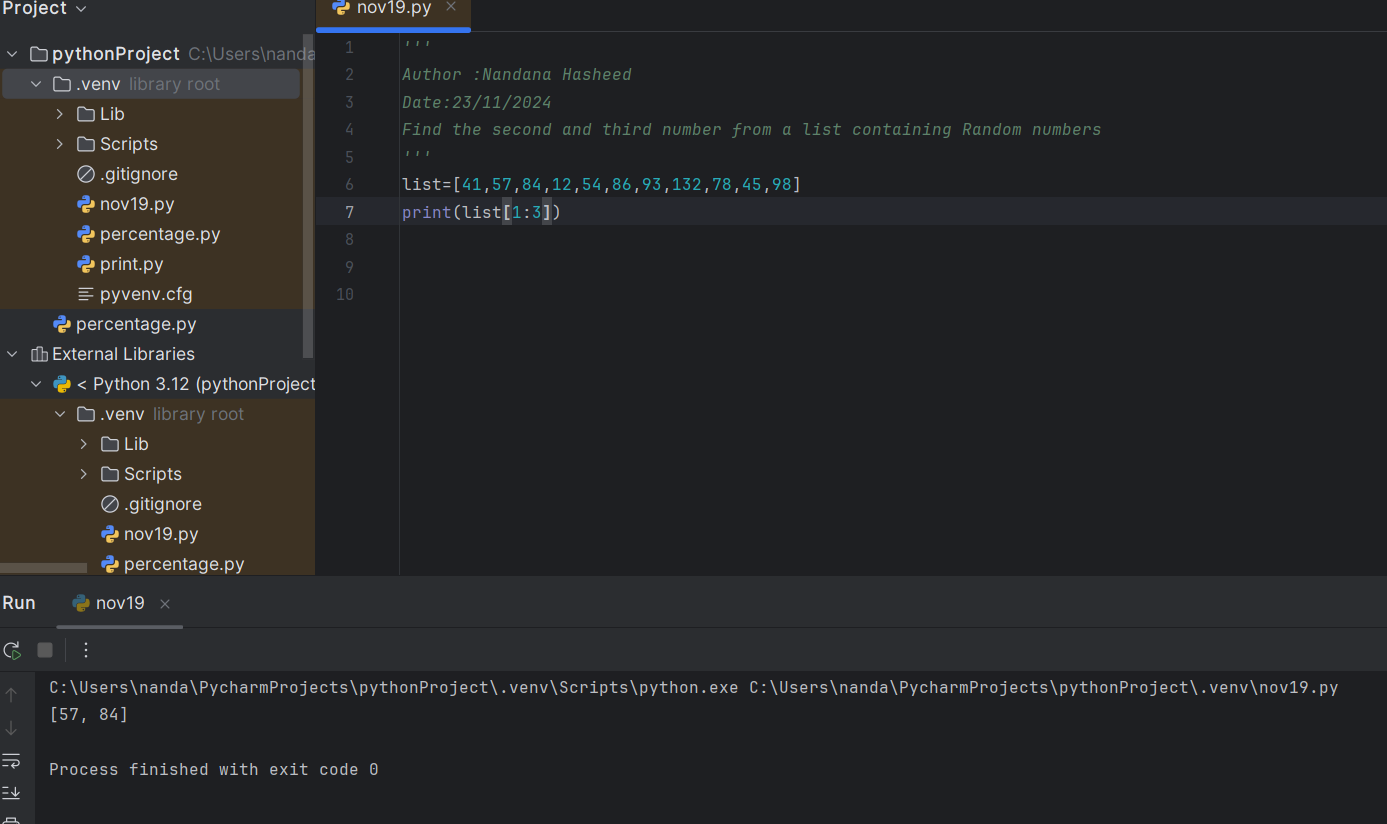 Project
nov19.py
pythonProject C:\Users\nanda
.venv library root
Lib
Scripts
.gitignore
nov19.py
percentage.py
print.py
pyvenv.cfg
percentage.py
External Libraries
< Python 3.12 (pythonProject
.venv library root
Lib
Scripts
.gitignore
nov19.py
percentage.py
1 '''
2 Author :Nandana Hasheed
3 Date:23/11/2024
4 Find the second and third number from a list containing Random numbers
5 '''
6 list=[41,57,84,12,54,86,93,132,78,45,98]
7 print(list[1:3])
8
9
10
Run nov19
C:\Users\nanda\PycharmProjects\pythonProject\.venv\Scripts\python.exe C:\Users\nanda\PycharmProjects\pythonProject\.venv\nov19.py
[57, 84]
Process finished with exit code 0